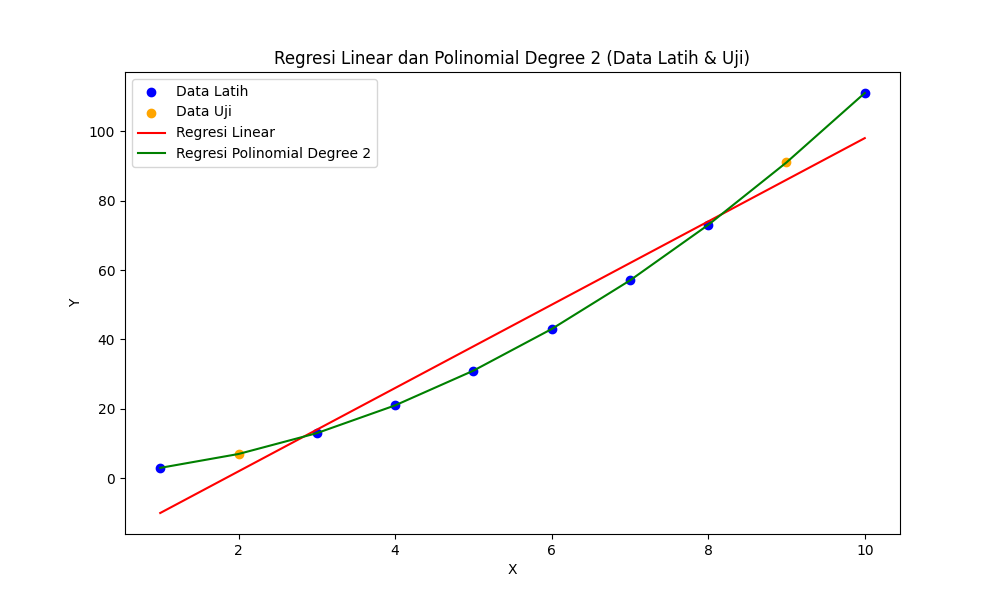 Regresi Linear dan Polinomial Degree 2 (Data Latih & Uji)
Data Latih
Data Uji
Regresi Linear
Regresi Polinomial Degree 2
100
80
60
40
20
0
Y
2 4 6 8 10
X